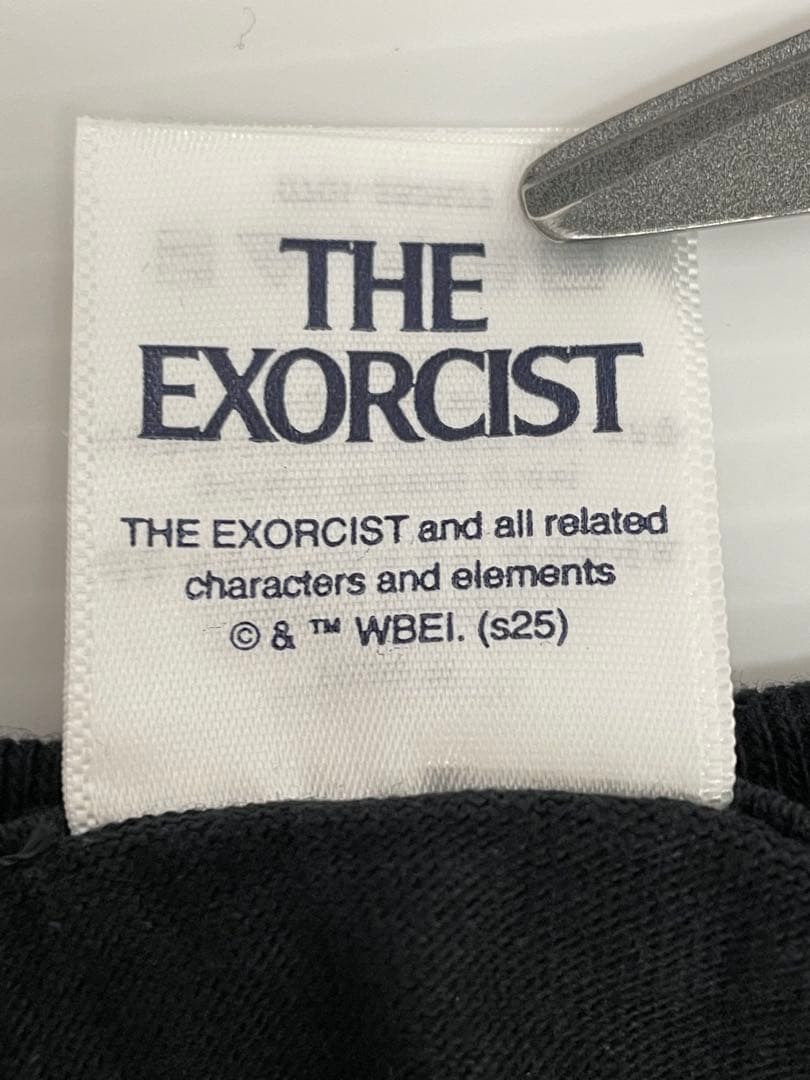 THE
EXORCIST
THE EXORCIST and all related
characters and elements
© & ™ WBEI. (s25)